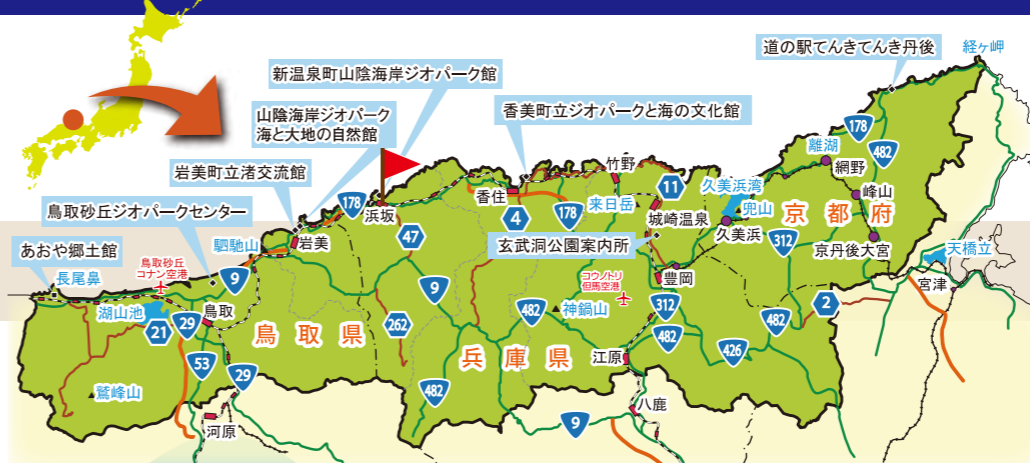 道の駅てんきてんき丹後
経ヶ岬
新温泉町山陰海岸ジオパーク館
山陰海岸ジオパーク
海と大地の自然館
香美町立ジオパークと海の文化館
岩美町立渚交流館
鳥取砂丘ジオパークセンター
あおや郷土館
長尾鼻
鳥取砂丘
コナン空港
駟馳山
9
湖山池
21
29
鳥取
53
29
鷲峰山
河原
岩美
178
浜坂
47
鳥取県
262
9
482
香住
4
178
竹野
来日岳
11
城崎温泉
玄武洞公園案内所
豊岡
コウノトリ
但馬空港
神鍋山
482
兵庫県
312
482
江原
八鹿
9
426
482
2
久美浜湾
兜山
久美浜
312
京都府
離湖
網野
178
482
峰山
京丹後大宮
天橋立
宮津